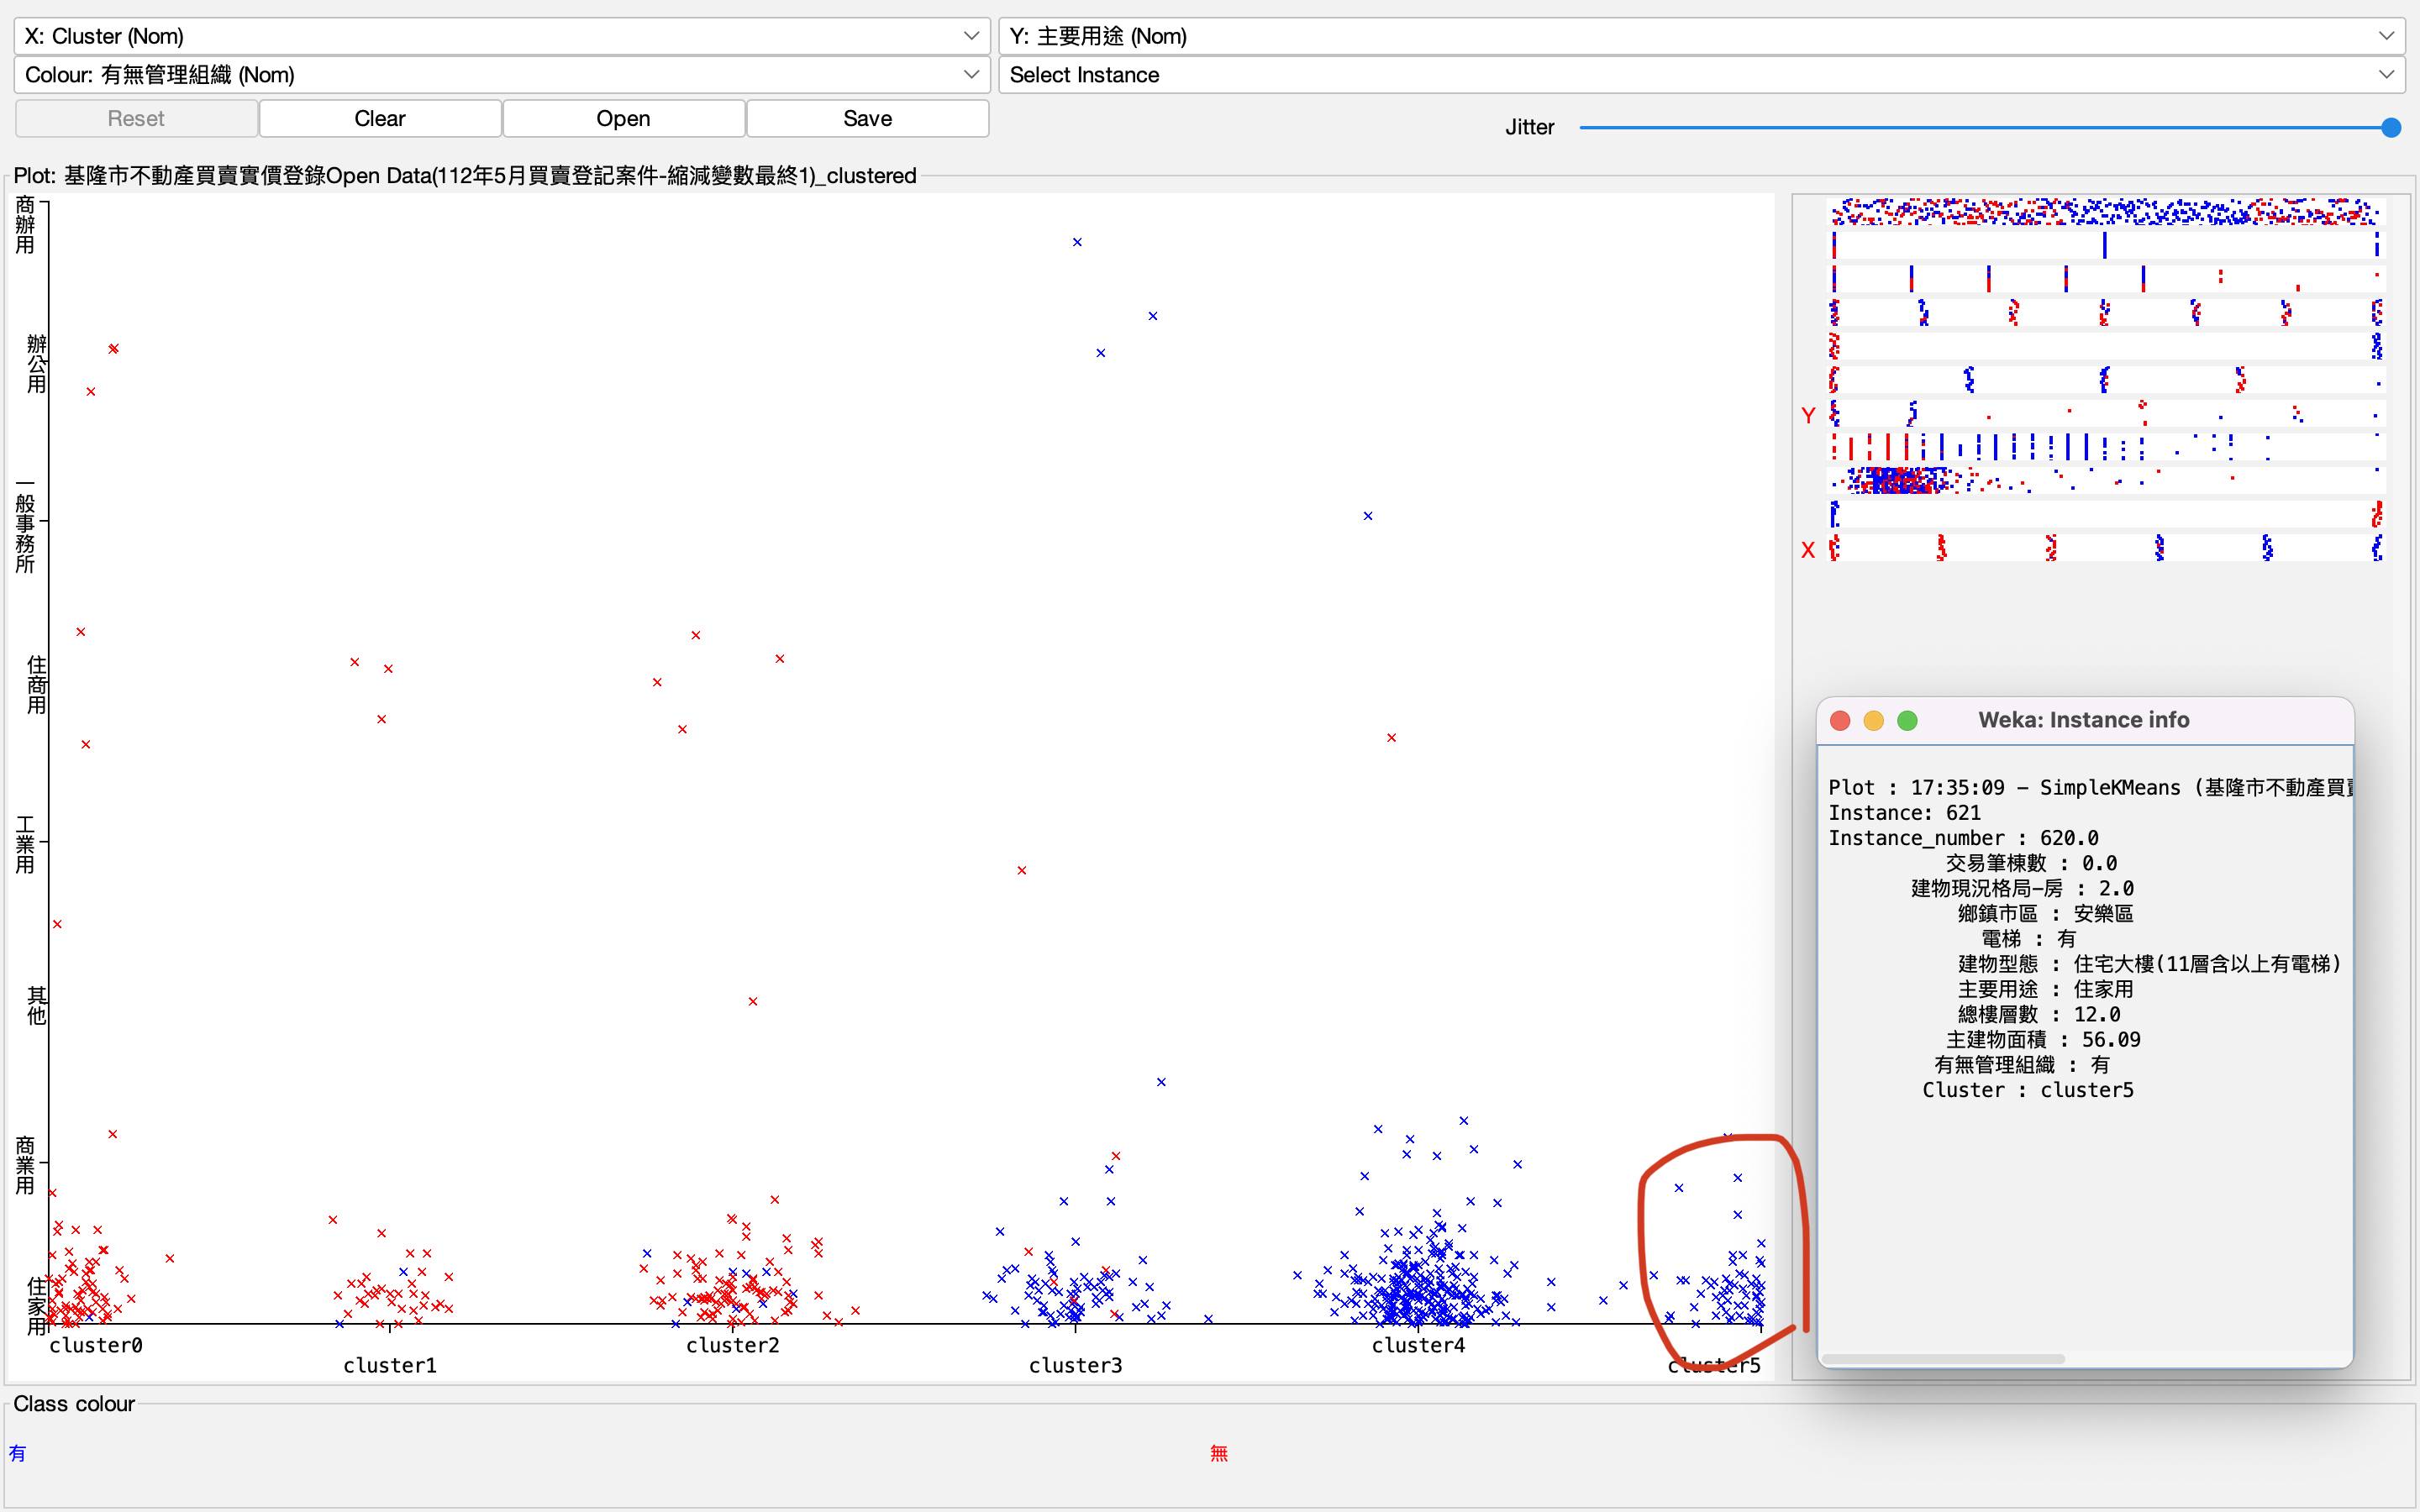 X: Cluster (Nom)
Y: 主要用途 (Nom)
Colour: 有無管理組織 (Nom)
Select Instance
Reset
Clear
Open
Save
Jitter
Plot: 基隆市不動產買賣實價登錄Open Data(112年5月買賣登記案件-縮減變數最終1)_clustered
商辦用
辦公用
一般事務所
住商用
工業用
其他
商業用
住家用
cluster0
cluster1
cluster2
cluster3
cluster4
cluster5
Y
X
Weka: Instance info
Plot : 17:35:09 - SimpleKMeans (基隆市不動產買
Instance: 621
Instance_number : 620.0
交易筆棟數 : 0.0
建物現況格局-房 : 2.0
鄉鎮市區 : 安樂區
電梯 : 有
建物型態 : 住宅大樓(11層含以上有電梯)
主要用途 : 住家用
總樓層數 : 12.0
主建物面積 : 56.09
有無管理組織 : 有
Cluster : cluster5
Class colour
有
無